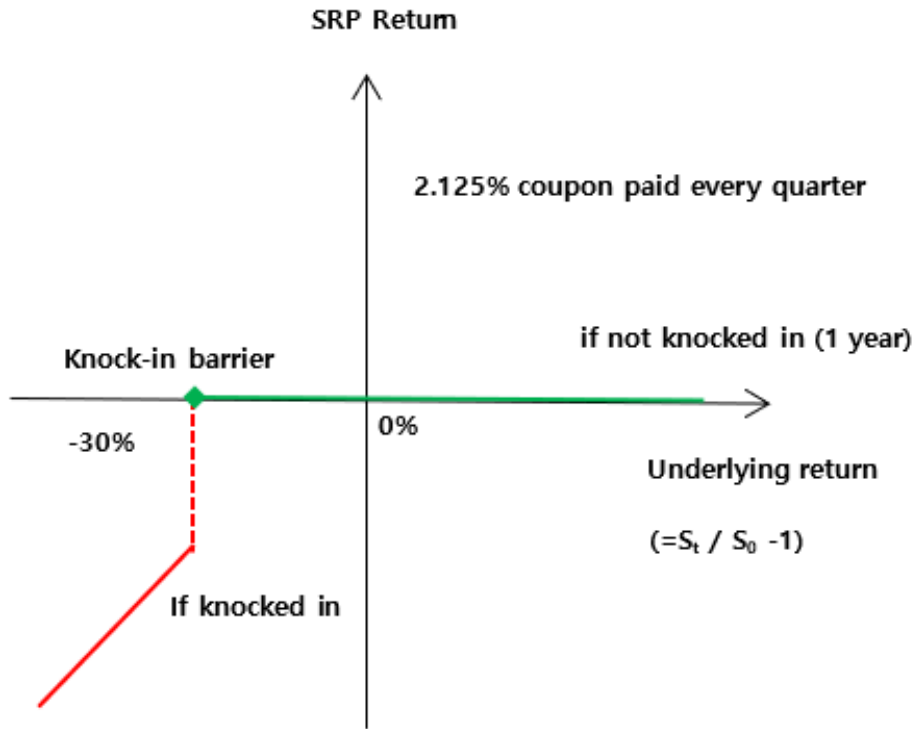 SRP Return
2.125% coupon paid every quarter
if not knocked in (1 year)
Knock-in barrier
-30%
0%
Underlying return
(=Sₜ / S₀ -1)
If knocked in